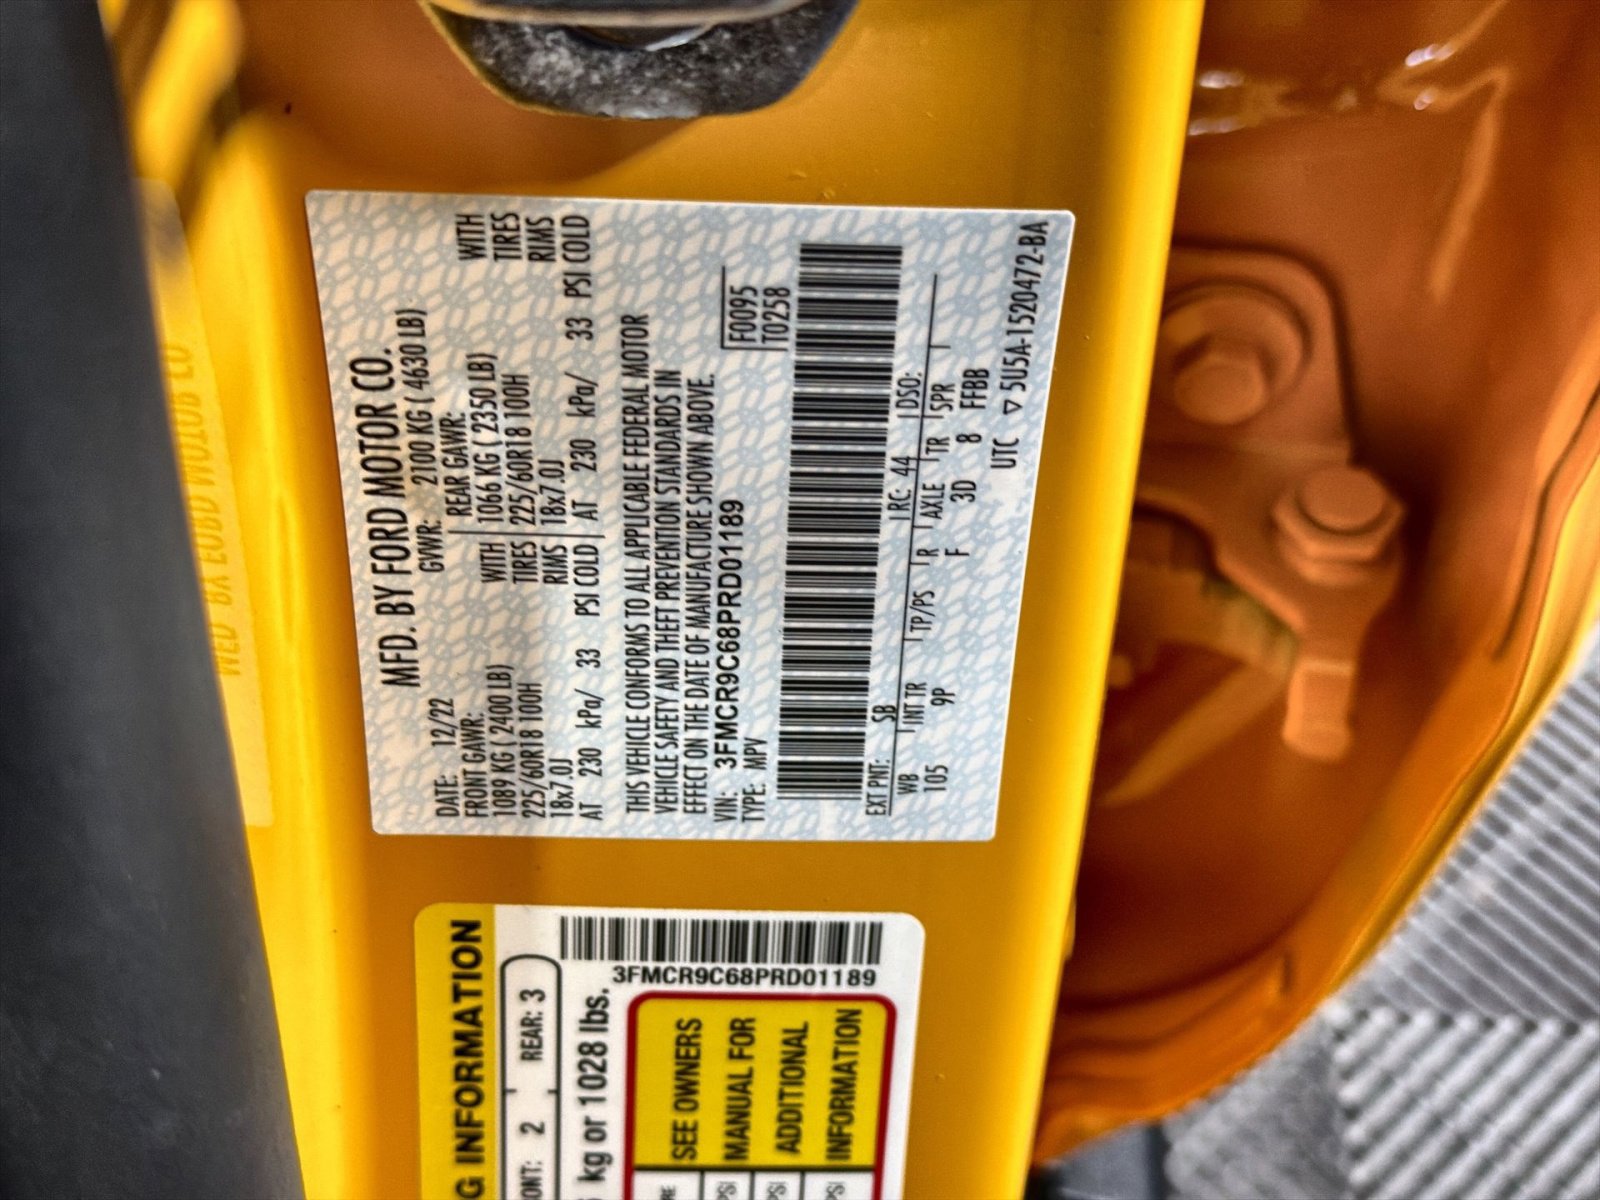 MFD. BY FORD MOTOR CO.
DATE: 12/22 GVWR: 2100 KG ( 4630 LB)
FRONT GAWR: REAR GAWR:
1089 KG ( 2400 LB) WITH 1066 KG ( 2350 LB) WITH
225/60R18 100H TIRES 225/60R18 100H TIRES
18x7.0J RIMS 18x7.0J RIMS
AT 230 kPa/ 33 PSI COLD AT 230 kPa/ 33 PSI COLD
THIS VEHICLE CONFORMS TO ALL APPLICABLE FEDERAL MOTOR
VEHICLE SAFETY AND THEFT PREVENTION STANDARDS IN
EFFECT ON THE DATE OF MANUFACTURE SHOWN ABOVE.
VIN: 3FMCR9C68PRD01189 F0095
TYPE: MPV T0258
EXT PNT: SB RC: 44 DSO:
WB INT TR TP/PS R AXLE TR SPR
105 9P F 3D 8 FFBB
UTC ▽ 5U5A-1520472-BA
G INFORMATION
ONT: 2 REAR: 3
kg or 1028 lbs.
3FMCR9C68PRD01189
SEE OWNERS
MANUAL FOR
ADDITIONAL
INFORMATION